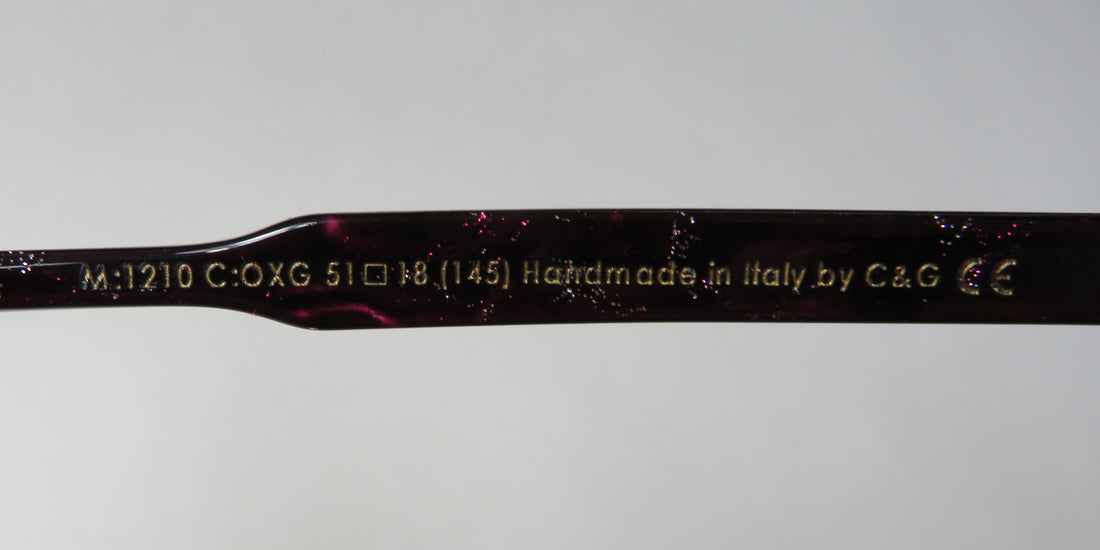 M:1210 C:OXG 51□18 (145) Handmade in Italy by C&G CE